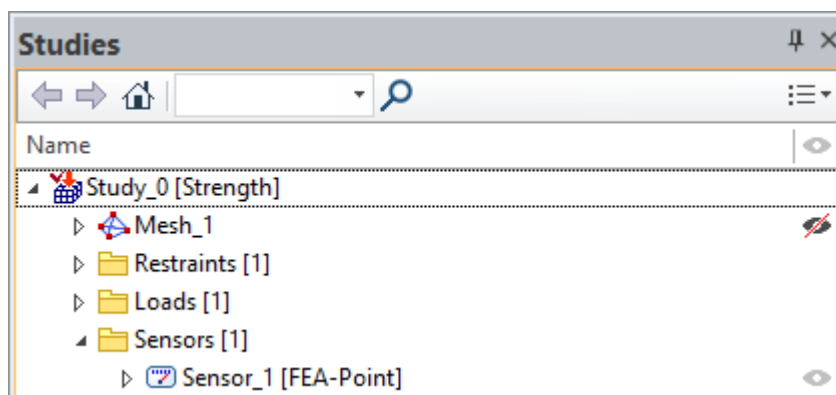 Studies
Name
Study_0 [Strength]
Mesh_1
Restraints [1]
Loads [1]
Sensors [1]
Sensor_1 [FEA-Point]